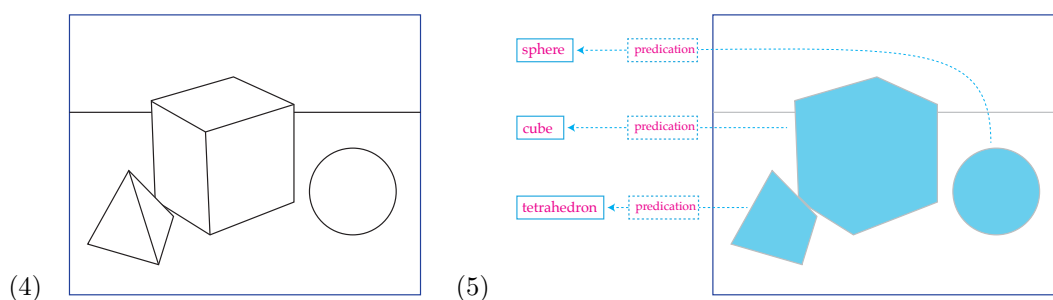 sphere predication
cube predication
tetrahedron predication
(4) (5)